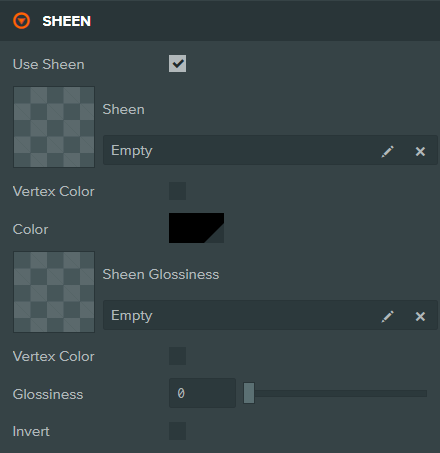 SHEEN
Use Sheen
Sheen
Empty
Vertex Color
Color
Sheen Glossiness
Empty
Vertex Color
Glossiness 0
Invert